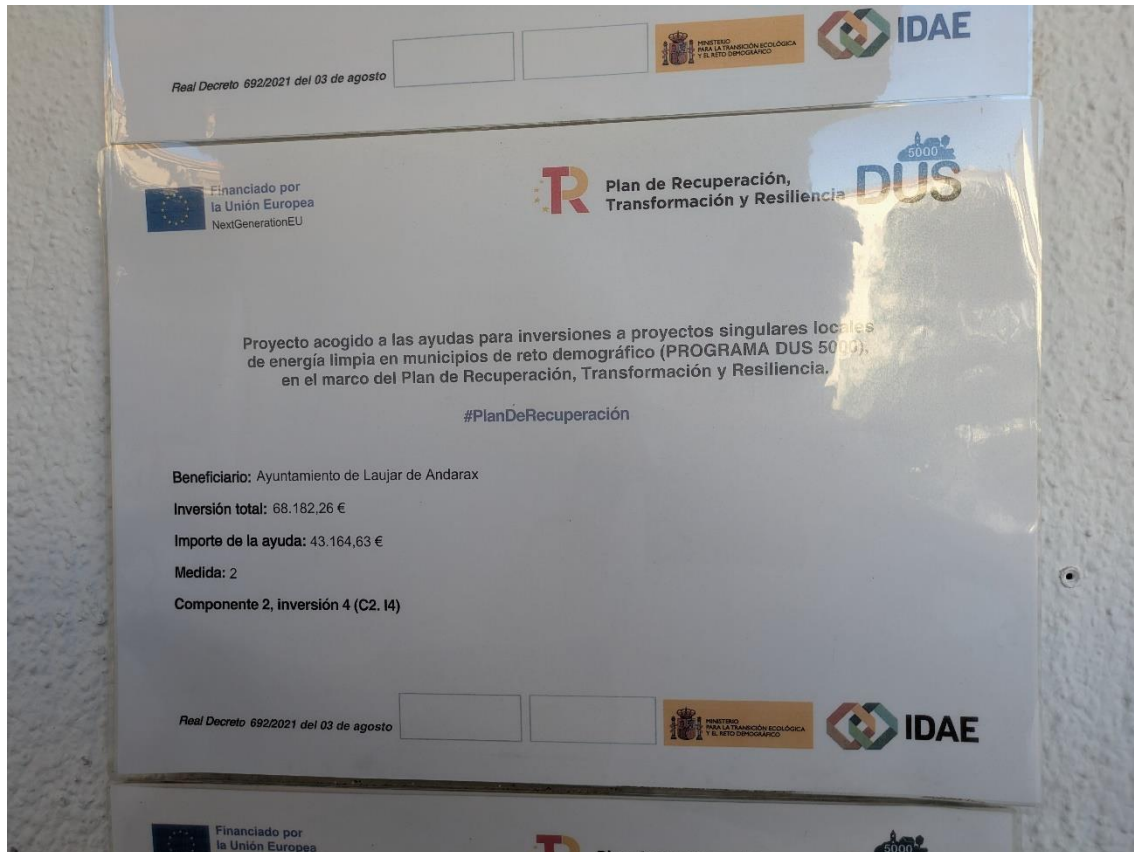 Real Decreto 692/2021 del 03 de agosto
MINISTERIO
PARA LA TRANSICIÓN ECOLÓGICA
Y EL RETO DEMOGRÁFICO
IDAE
Financiado por
la Unión Europea
NextGenerationEU
Plan de Recuperación,
Transformación y Resiliencia
5000
DUS
Proyecto acogido a las ayudas para inversiones a proyectos singulares locales
de energía limpia en municipios de reto demográfico (PROGRAMA DUS 5000),
en el marco del Plan de Recuperación, Transformación y Resiliencia.
#PlanDeRecuperación
Beneficiario: Ayuntamiento de Laujar de Andarax
Inversión total: 68.182,26 €
Importe de la ayuda: 43.164,63 €
Medida: 2
Componente 2, inversión 4 (C2. I4)
Real Decreto 692/2021 del 03 de agosto
MINISTERIO
PARA LA TRANSICIÓN ECOLÓGICA
Y EL RETO DEMOGRÁFICO
IDAE
Financiado por
la Unión Europea
5000